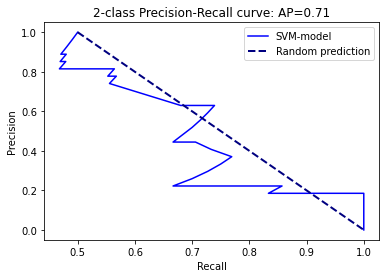 2-class Precision-Recall curve: AP=0.71
SVM-model
Random prediction
Precision
1.0
0.8
0.6
0.4
0.2
0.0
0.5 0.6 0.7 0.8 0.9 1.0
Recall